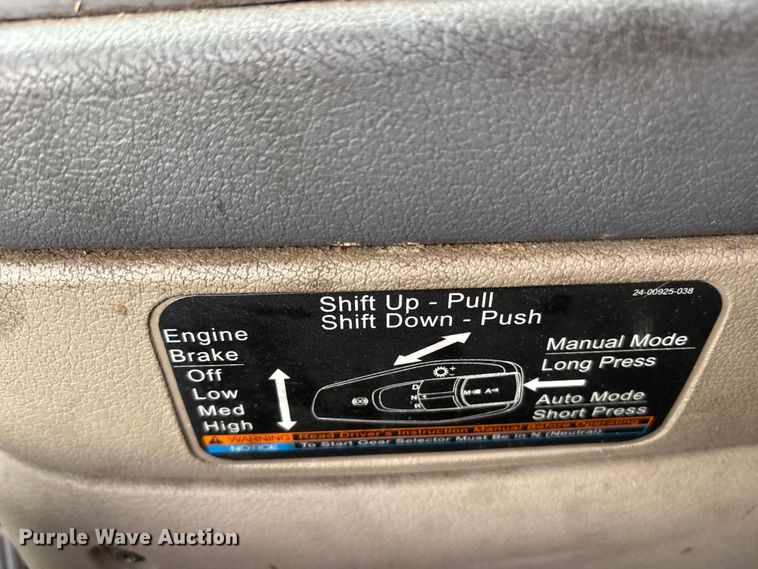 24-00925-038
Shift Up - Pull
Shift Down - Push
Engine
Brake
Off
Low
Med
High
Manual Mode
Long Press
Auto Mode
Short Press
D
N
R
M
A
WARNING Read Driver's Instruction Manual Before Operating
NOTICE To Start Gear Selector Must Be in N (Neutral)
Purple Wave Auction